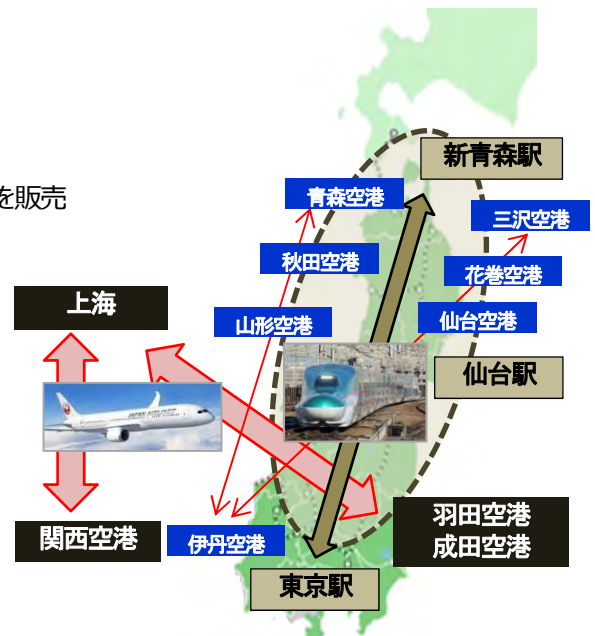 新青森駅
を販売
青森空港
三沢空港
秋田空港
花巻空港
上海
山形空港
仙台空港
仙台駅
JAPAN AIRLINES
羽田空港
成田空港
関西空港
伊丹空港
東京駅